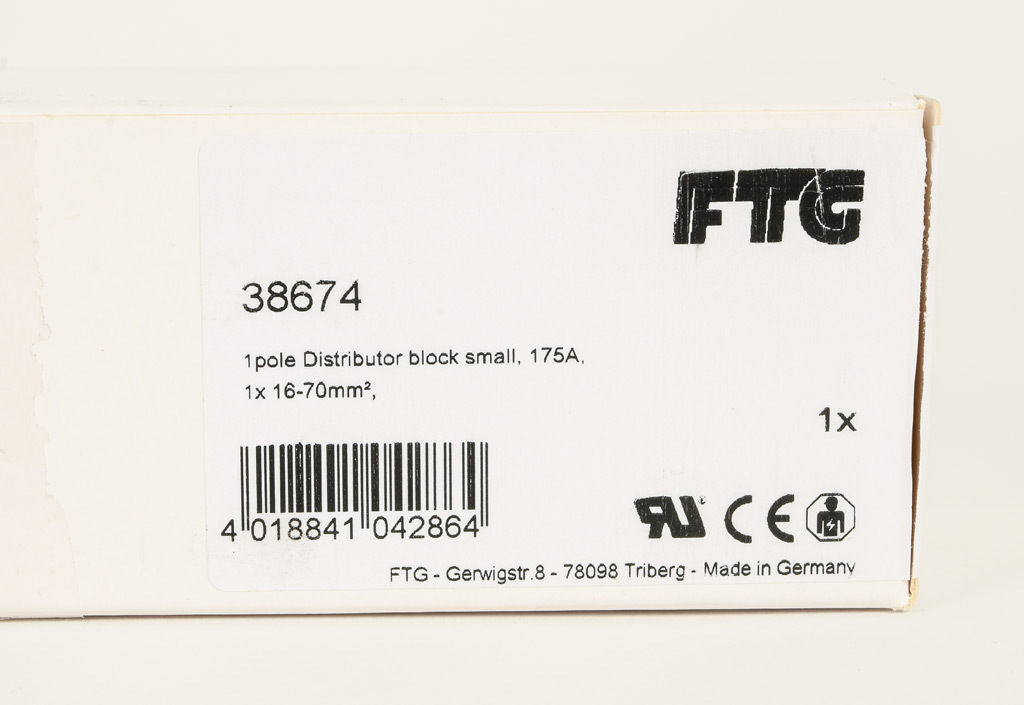 FTG
38674
1pole Distributor block small, 175A,
1x 16-70mm²,
1x
4 018841 042864
CE
FTG - Gerwigstr.8 - 78098 Triberg - Made in Germany